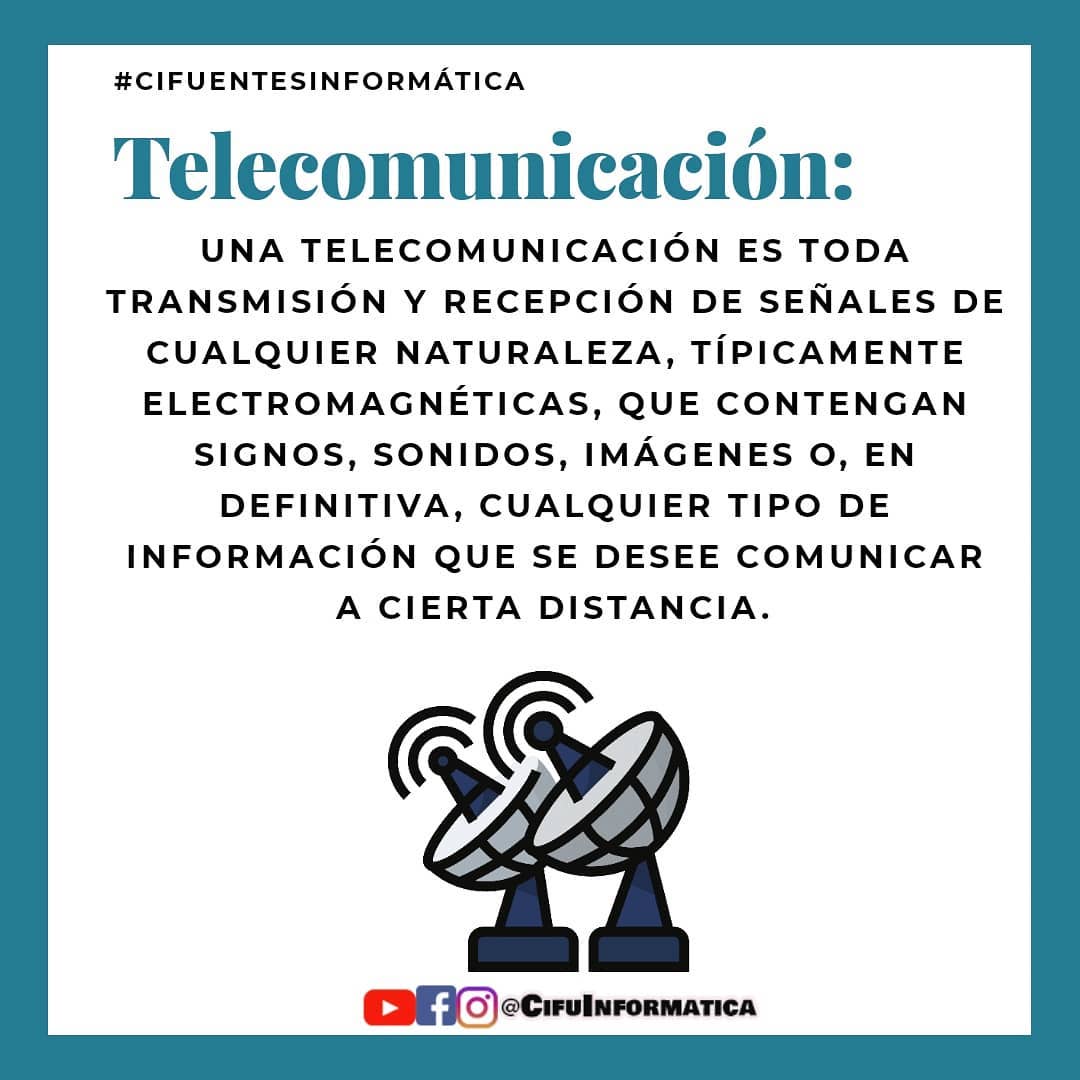 #CIFUENTESINFORMÁTICA
Telecomunicación:
UNA TELECOMUNICACIÓN ES TODA
TRANSMISIÓN Y RECEPCIÓN DE SEÑALES DE
CUALQUIER NATURALEZA, TÍPICAMENTE
ELECTROMAGNÉTICAS, QUE CONTENGAN
SIGNOS, SONIDOS, IMÁGENES O, EN
DEFINITIVA, CUALQUIER TIPO DE
INFORMACIÓN QUE SE DESEE COMUNICAR
A CIERTA DISTANCIA.
@CIFUINFORMATICA